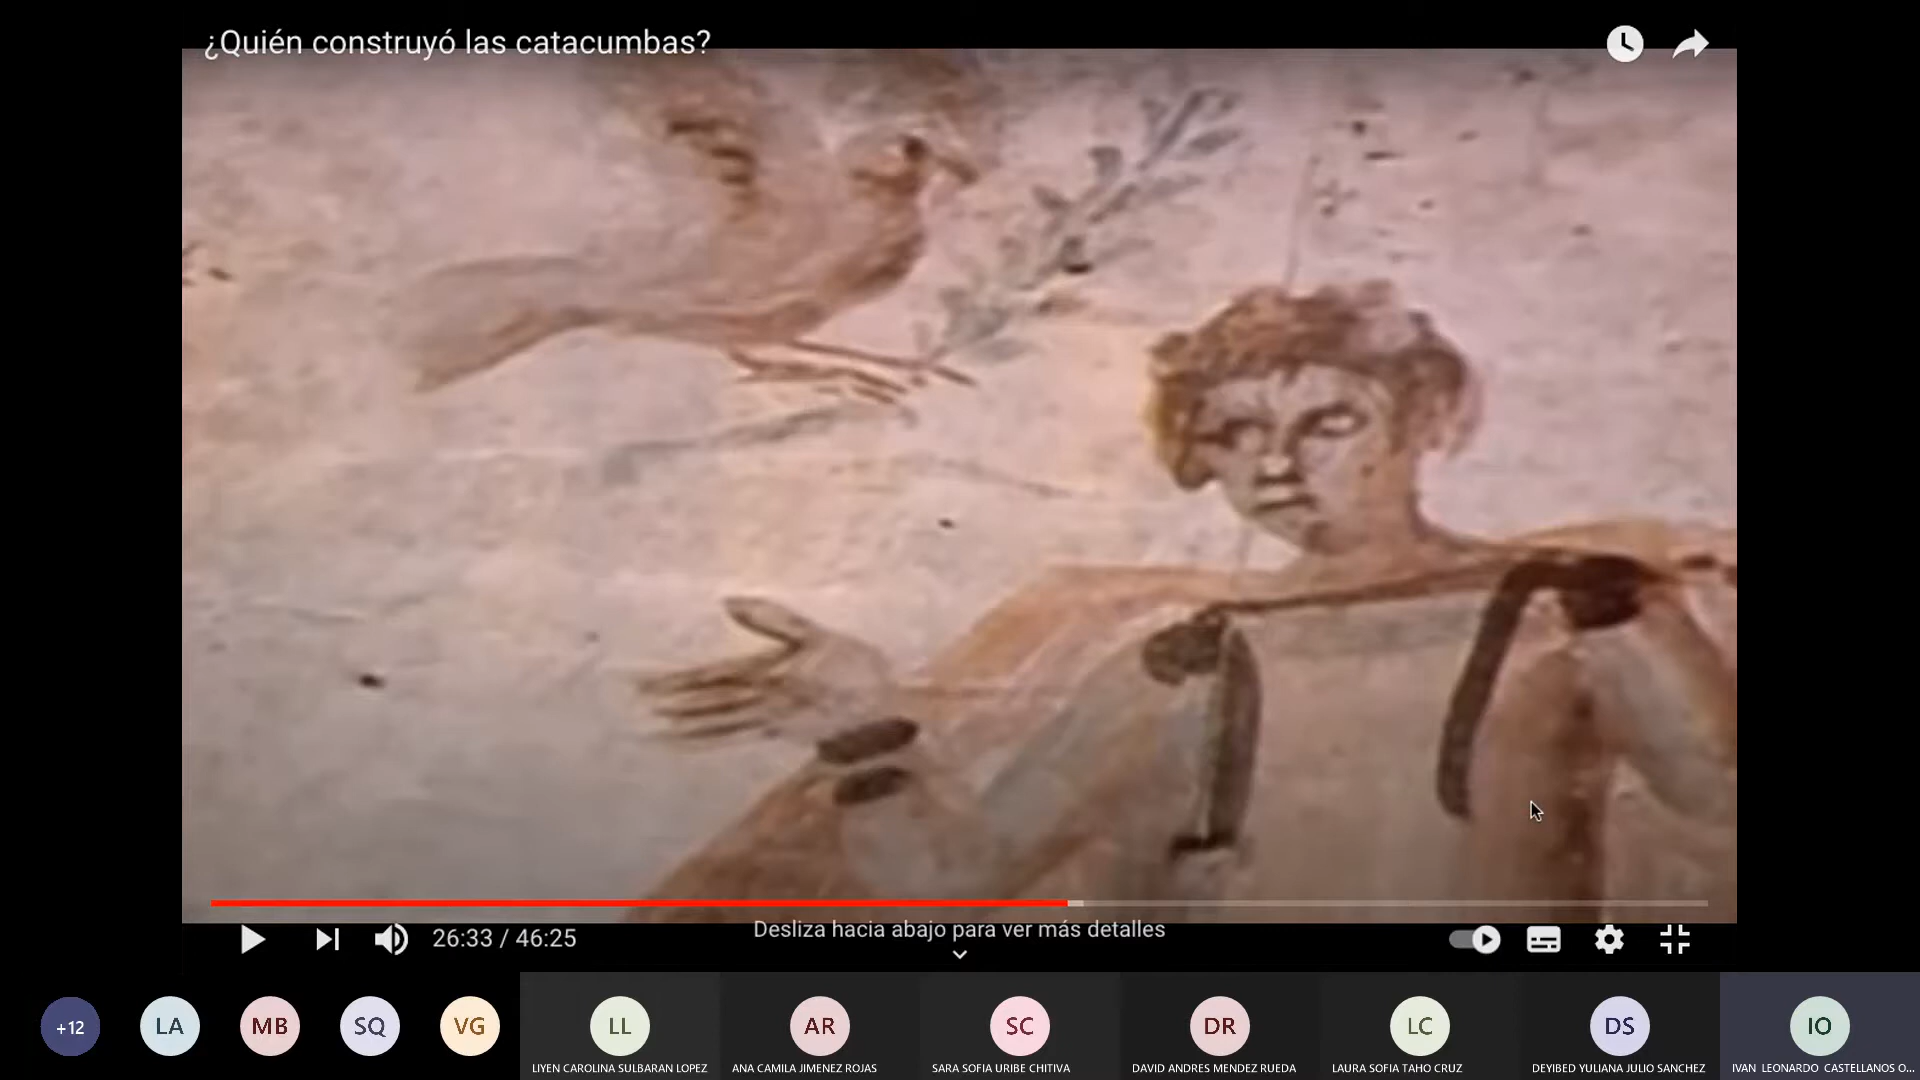 ¿Quién construyó las catacumbas?
26:33 / 46:25
Desliza hacia abajo para ver más detalles
+12
LA
MB
SQ
VG
LL
AR
SC
DR
LC
DS
IO
LIYEN CAROLINA SULBARAN LOPEZ
ANA CAMILA JIMENEZ ROJAS
SARA SOFIA URIBE CHITIVA
DAVID ANDRES MENDEZ RUEDA
LAURA SOFIA TAHO CRUZ
DEYIBED YULIANA JULIO SANCHEZ
IVAN LEONARDO CASTELLANOS O...